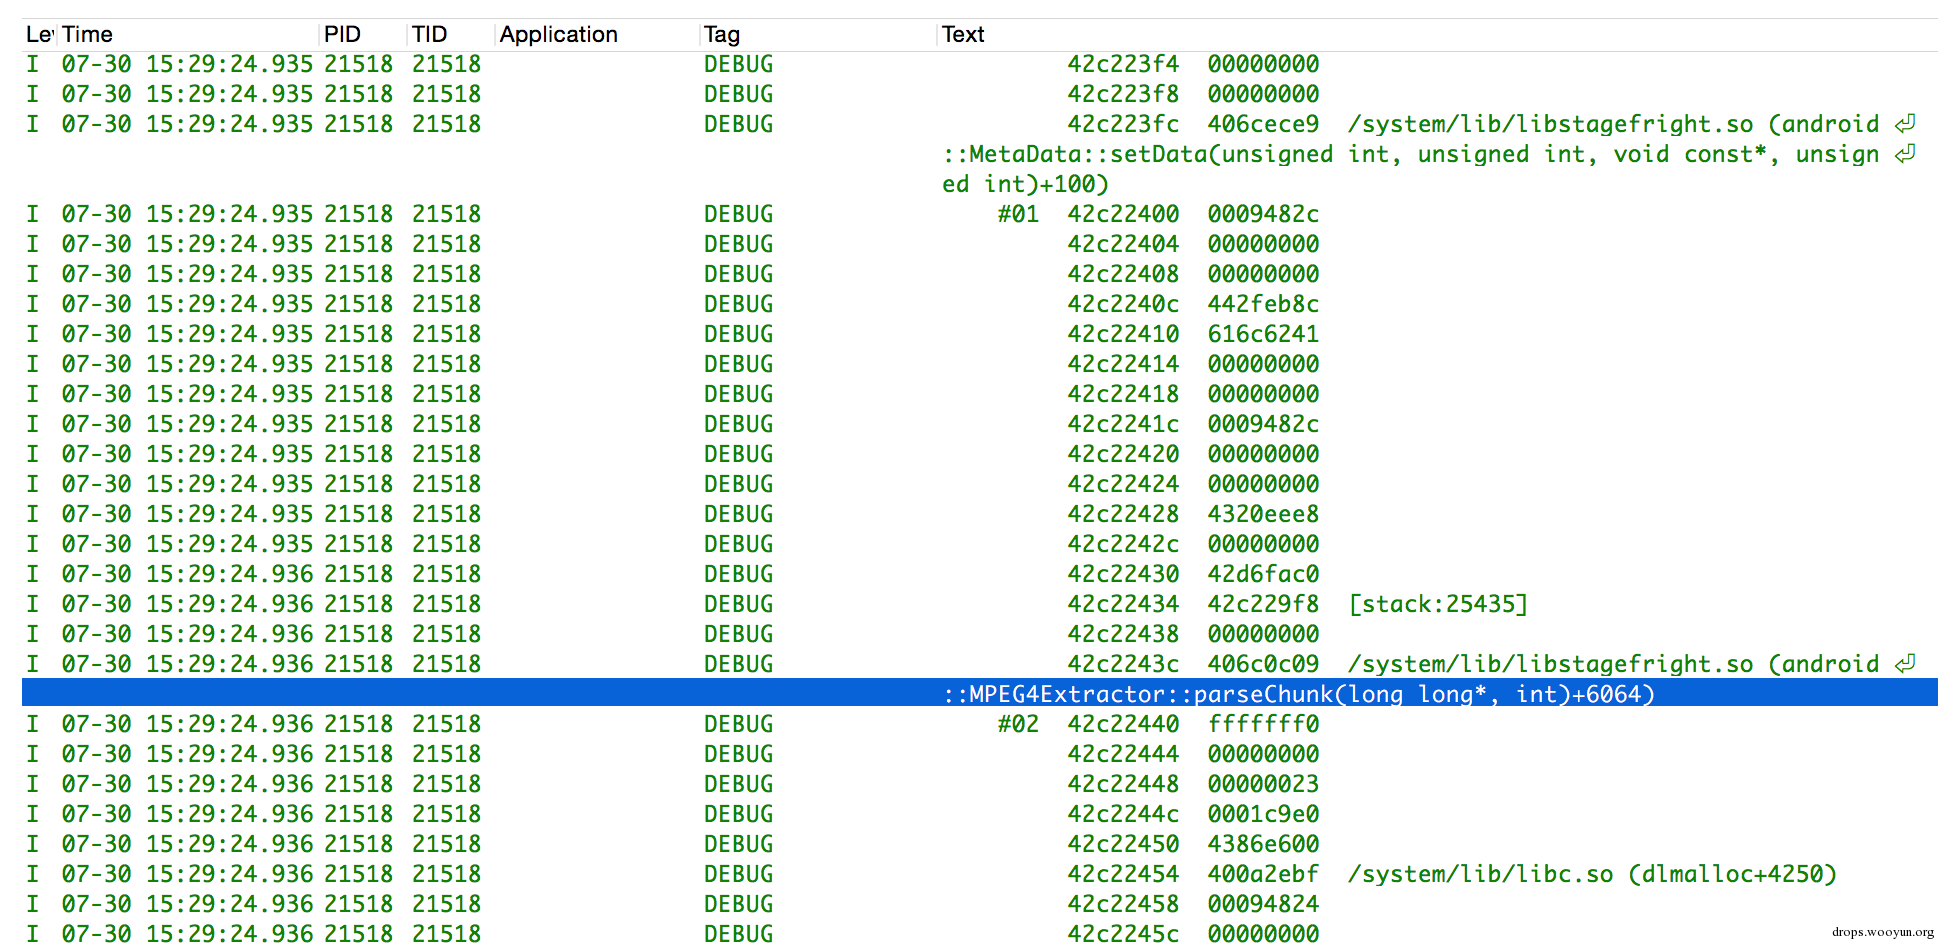 Lev Time PID TID Application Tag Text
I 07-30 15:29:24.935 21518 21518 DEBUG 42c223f4 00000000
I 07-30 15:29:24.935 21518 21518 DEBUG 42c223f8 00000000
I 07-30 15:29:24.935 21518 21518 DEBUG 42c223fc 406cece9 /system/lib/libstagefright.so (android ⏎
::MetaData::setData(unsigned int, unsigned int, void const*, unsign ⏎
ed int)+100)
I 07-30 15:29:24.935 21518 21518 DEBUG #01 42c22400 0009482c
I 07-30 15:29:24.935 21518 21518 DEBUG 42c22404 00000000
I 07-30 15:29:24.935 21518 21518 DEBUG 42c22408 00000000
I 07-30 15:29:24.935 21518 21518 DEBUG 42c2240c 442feb8c
I 07-30 15:29:24.935 21518 21518 DEBUG 42c22410 616c6241
I 07-30 15:29:24.935 21518 21518 DEBUG 42c22414 00000000
I 07-30 15:29:24.935 21518 21518 DEBUG 42c22418 00000000
I 07-30 15:29:24.935 21518 21518 DEBUG 42c2241c 0009482c
I 07-30 15:29:24.935 21518 21518 DEBUG 42c22420 00000000
I 07-30 15:29:24.935 21518 21518 DEBUG 42c22424 00000000
I 07-30 15:29:24.935 21518 21518 DEBUG 42c22428 4320eee8
I 07-30 15:29:24.935 21518 21518 DEBUG 42c2242c 00000000
I 07-30 15:29:24.936 21518 21518 DEBUG 42c22430 42d6fac0
I 07-30 15:29:24.936 21518 21518 DEBUG 42c22434 42c229f8 [stack:25435]
I 07-30 15:29:24.936 21518 21518 DEBUG 42c22438 00000000
I 07-30 15:29:24.936 21518 21518 DEBUG 42c2243c 406c0c09 /system/lib/libstagefright.so (android ⏎
::MPEG4Extractor::parseChunk(long long*, int)+6064)
I 07-30 15:29:24.936 21518 21518 DEBUG #02 42c22440 fffffff0
I 07-30 15:29:24.936 21518 21518 DEBUG 42c22444 00000000
I 07-30 15:29:24.936 21518 21518 DEBUG 42c22448 00000023
I 07-30 15:29:24.936 21518 21518 DEBUG 42c2244c 0001c9e0
I 07-30 15:29:24.936 21518 21518 DEBUG 42c22450 4386e600
I 07-30 15:29:24.936 21518 21518 DEBUG 42c22454 400a2ebf /system/lib/libc.so (dlmalloc+4250)
I 07-30 15:29:24.936 21518 21518 DEBUG 42c22458 00094824
I 07-30 15:29:24.936 21518 21518 DEBUG 42c2245c 00000000
drops.wooyun.org